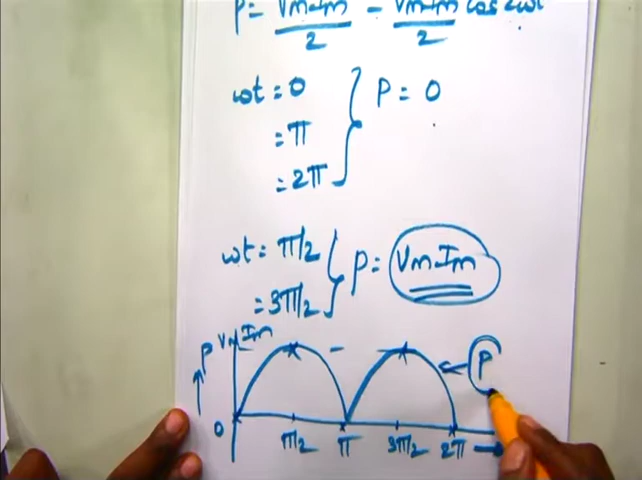 P = VmIm/2 - VmIm/2 cos 2ωt
ωt = 0
= π
= 2π
P = 0
ωt = π/2
= 3π/2
P = VmIm
P VmIm
P
0 π/2 π 3π/2 2π